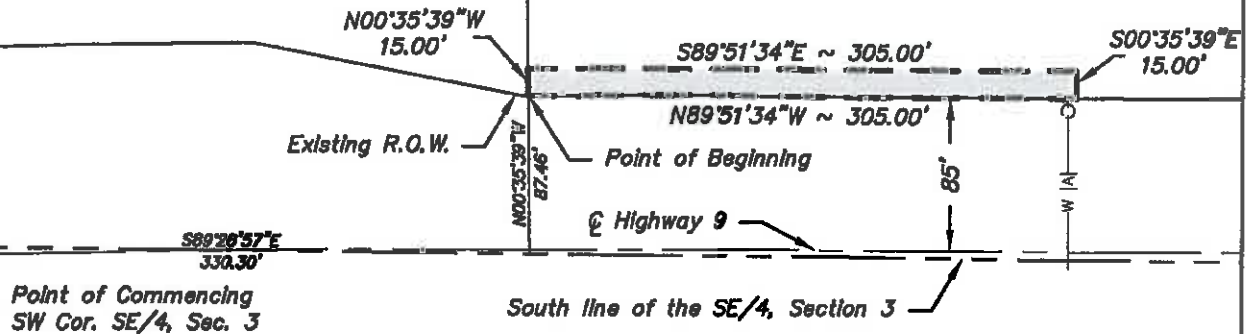 N00°35'39"W
15.00'
S89°51'34"E ~ 305.00'
S00°35'39"E
15.00'
N89°51'34"W ~ 305.00'
Existing R.O.W.
N00°35'39"W
87.46'
Point of Beginning
85'
W A
℄ Highway 9
S89°26'57"E
330.30'
Point of Commencing
SW Cor. SE/4, Sec. 3
South line of the SE/4, Section 3